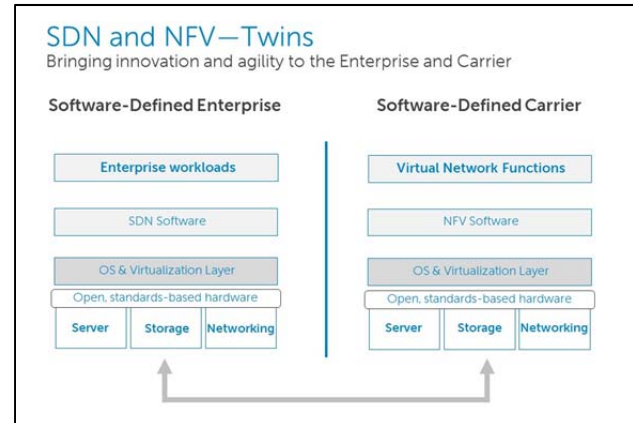 SDN and NFV—Twins
Bringing innovation and agility to the Enterprise and Carrier
Software-Defined Enterprise
Enterprise workloads
SDN Software
OS & Virtualization Layer
Open, standards-based hardware
Server Storage Networking
Software-Defined Carrier
Virtual Network Functions
NFV Software
OS & Virtualization Layer
Open, standards-based hardware
Server Storage Networking